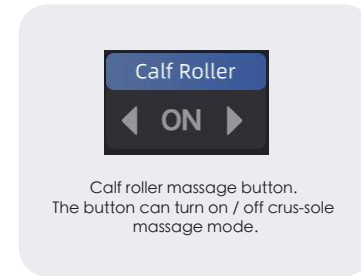 Calf Roller
ON
Calf roller massage button.
The button can turn on / off crus-sole
massage mode.